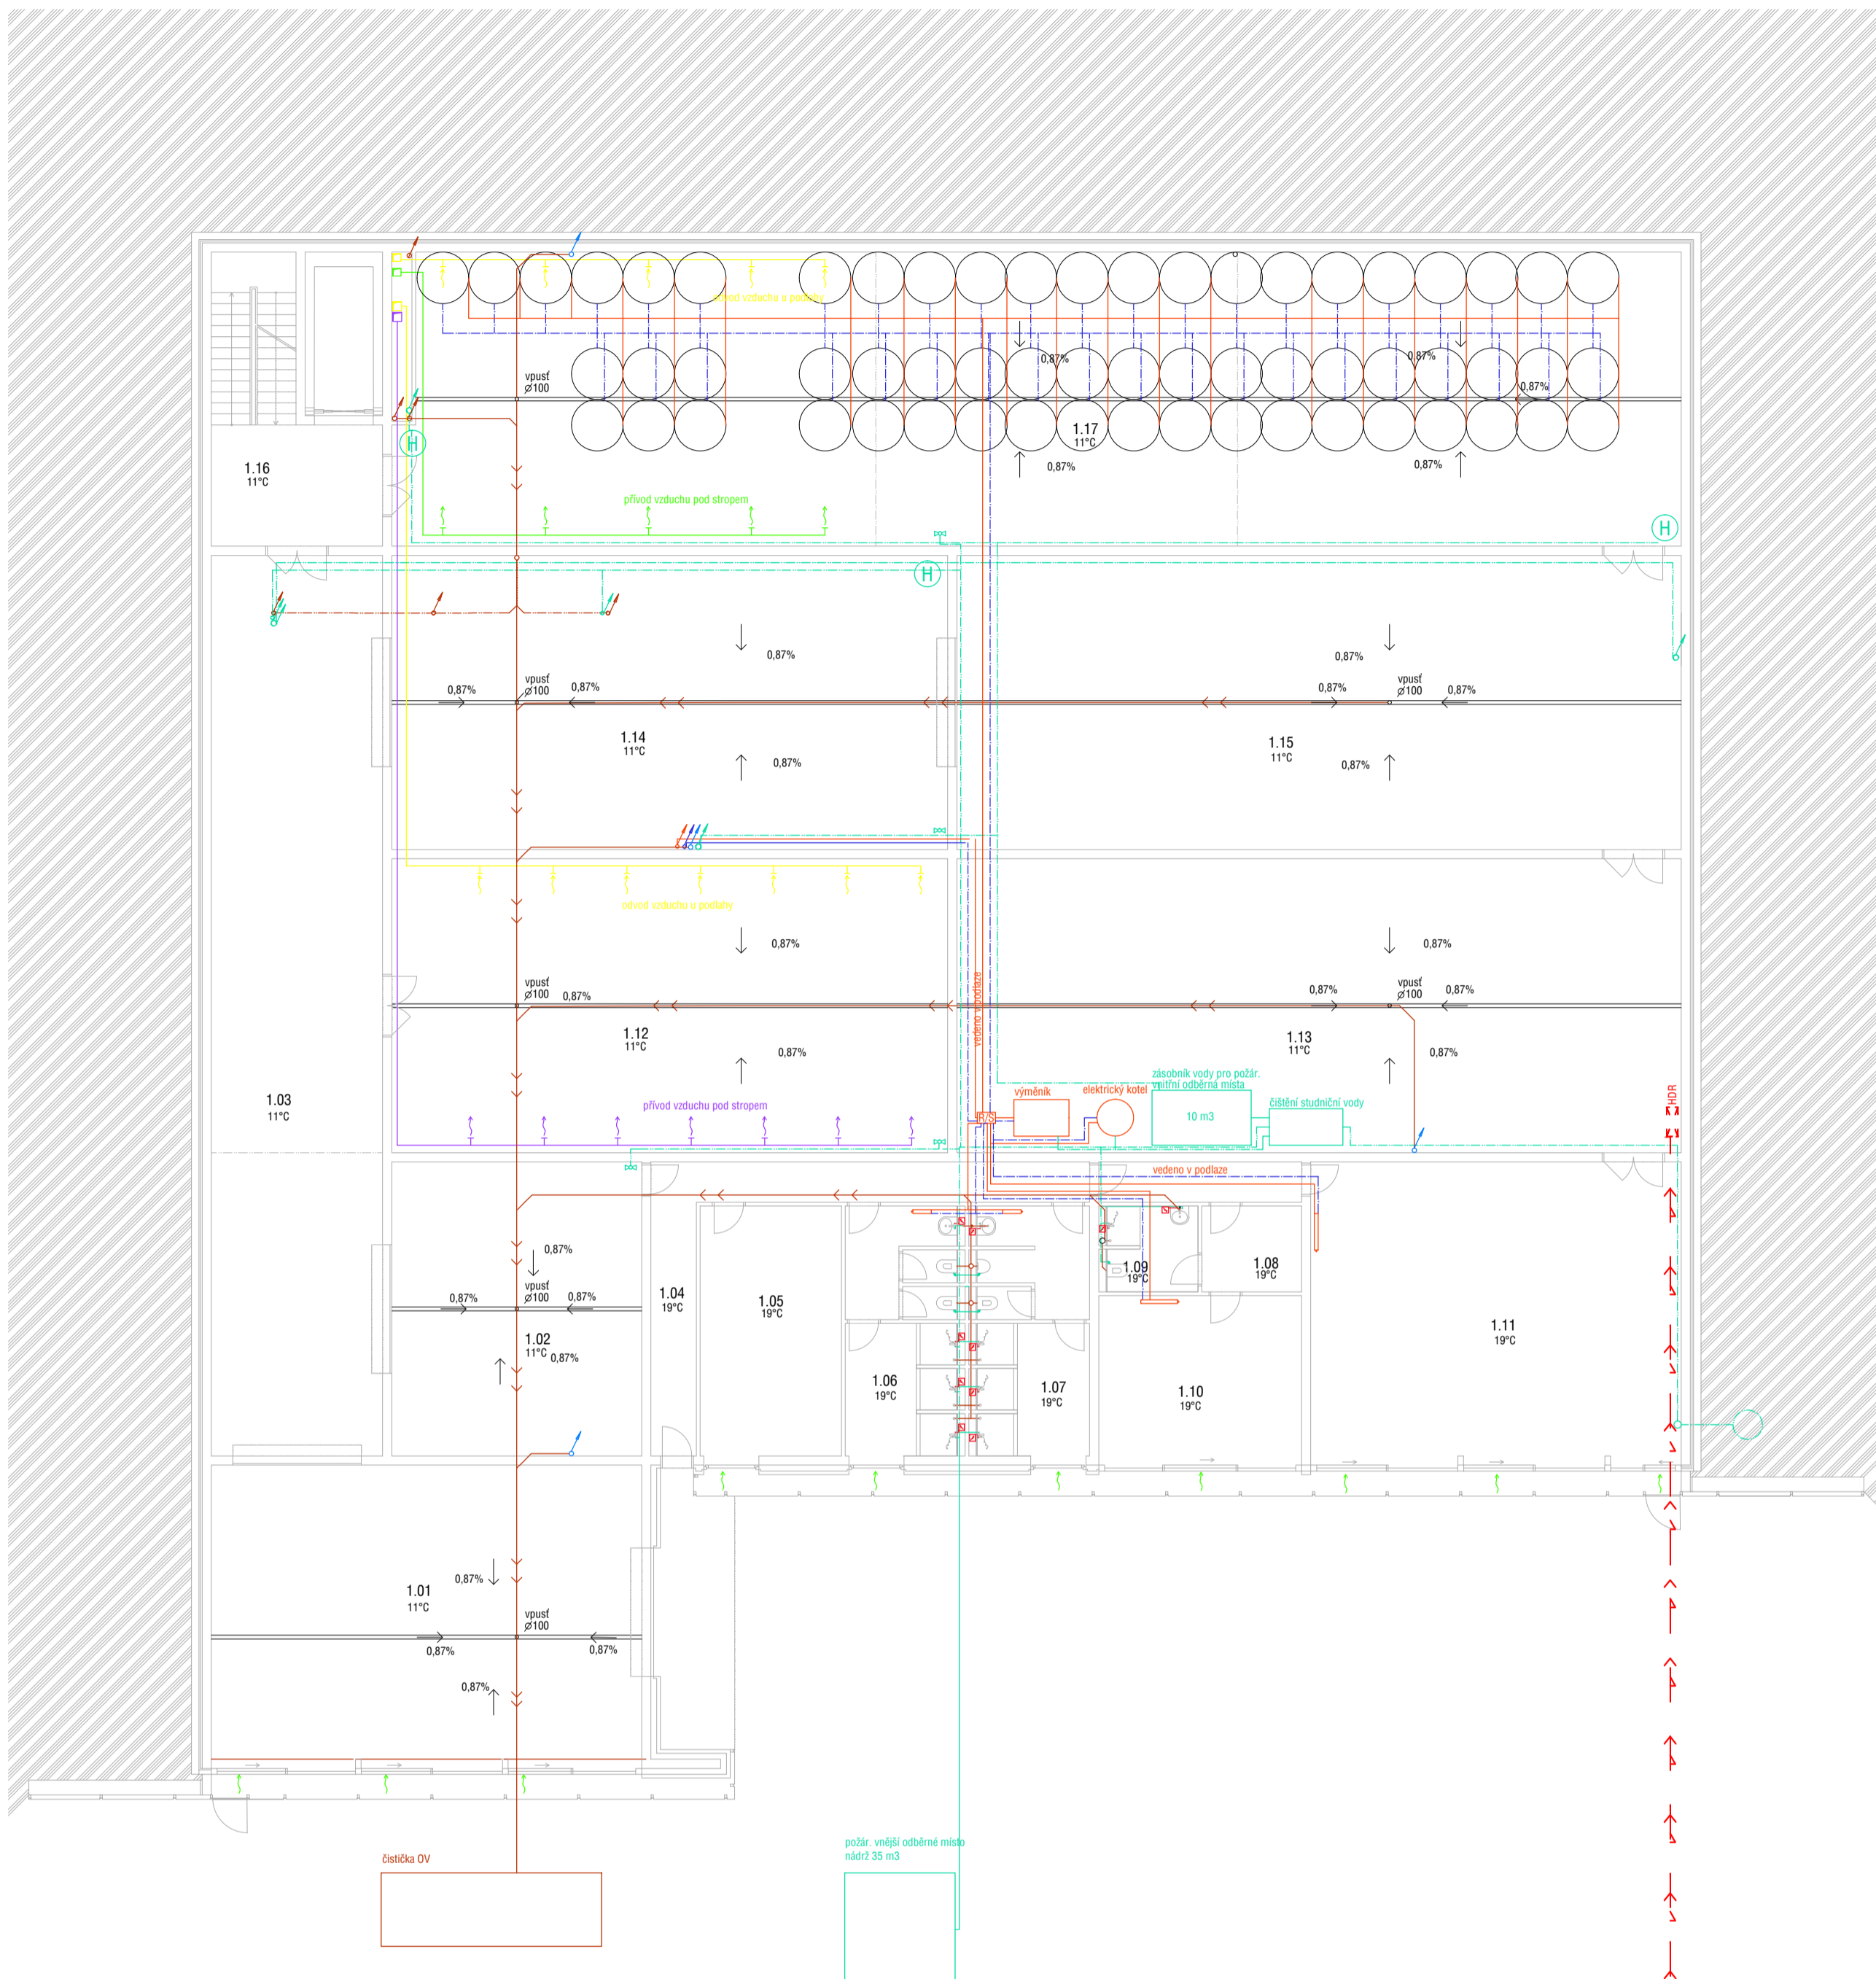 odvod vzduchu u podlahy
0,87%
0,87%
vpusť
⌀100
0,87%
1.17
11°C
H
1.16
11°C
0,87%
0,87%
přívod vzduchu pod stropem
H
H
0,87%
0,87%
vpusť
⌀100
0,87%
0,87%
vpusť
⌀100
0,87%
0,87%
1.14
11°C
1.15
11°C
0,87%
0,87%
odvod vzduchu u podlahy
0,87%
0,87%
vedeno v podlaze
vpusť
⌀100
0,87%
0,87%
vpusť
⌀100
0,87%
1.12
11°C
1.13
11°C
0,87%
0,87%
1.03
11°C
zásobník vody pro požár.
vnitřní odběrná místa
10 m3
výměník
elektrický kotel
čištění studniční vody
HDR
přívod vzduchu pod stropem
R/S
vedeno v podlaze
0,87%
vpusť
⌀100
0,87%
0,87%
1.02
11°C
0,87%
1.04
19°C
1.05
19°C
1.09
19°C
1.08
19°C
1.11
19°C
1.06
19°C
1.07
19°C
1.10
19°C
0,87%
1.01
11°C
vpusť
⌀100
0,87%
0,87%
0,87%
požár. vnější odběrné místo
nádrž 35 m3
čistička OV